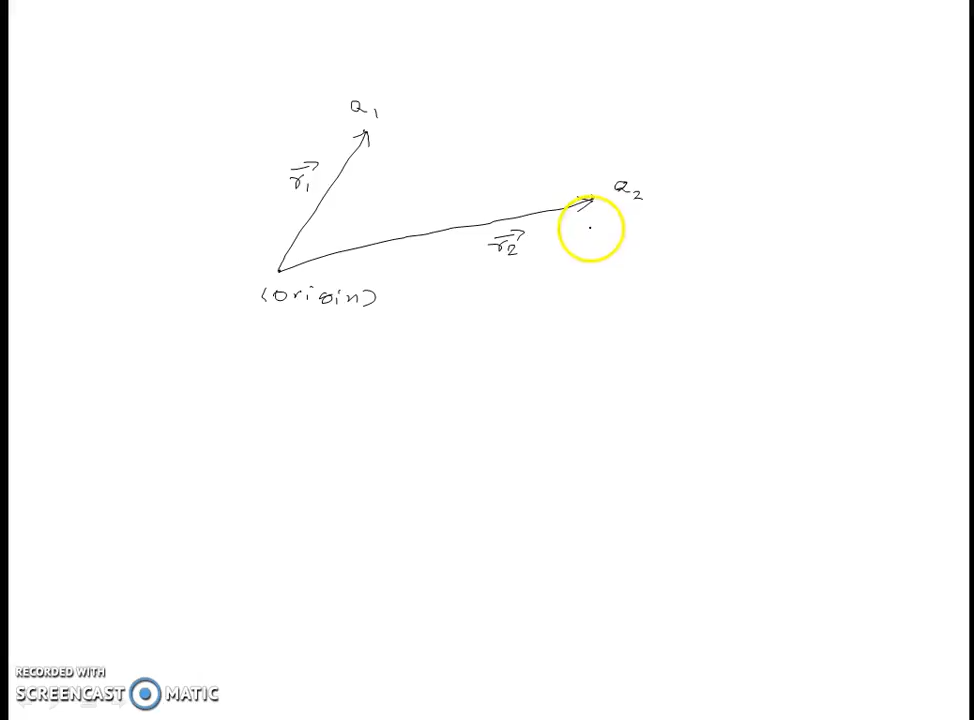 Q1
r1
Q2
r2
(origin)
RECORDED WITH
SCREENCAST MATIC